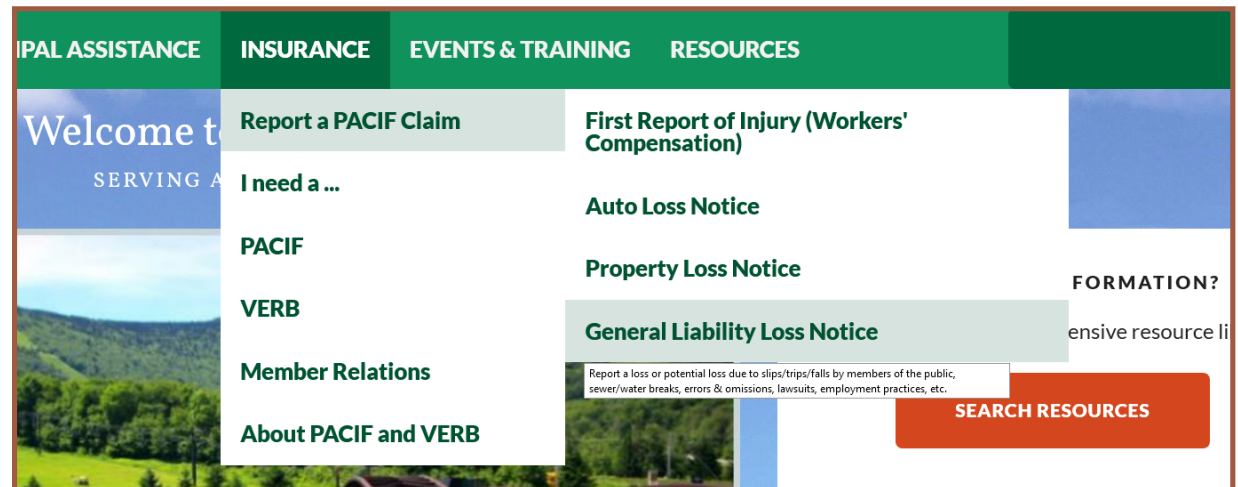 IPAL ASSISTANCE INSURANCE EVENTS & TRAINING RESOURCES
Welcome to
SERVING A
Report a PACIF Claim
I need a ...
PACIF
VERB
Member Relations
About PACIF and VERB
First Report of Injury (Workers'
Compensation)
Auto Loss Notice
Property Loss Notice
General Liability Loss Notice
Report a loss or potential loss due to slips/trips/falls by members of the public,
sewer/water breaks, errors & omissions, lawsuits, employment practices, etc.
FORMATION?
ensive resource li
SEARCH RESOURCES